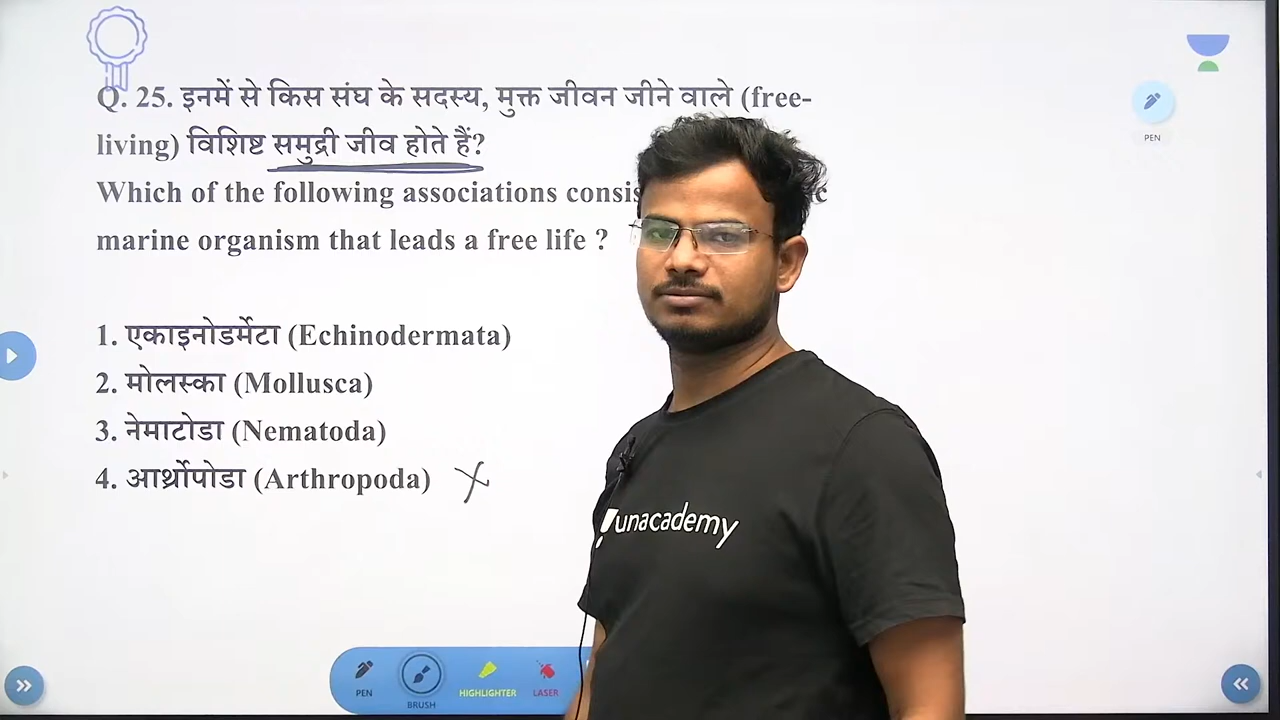 Q. 25. इनमें से किस संघ के सदस्य, मुक्त जीवन जीने वाले (free-
living) विशिष्ट समुद्री जीव होते हैं?
Which of the following associations
marine organism that leads a free life ?
1. एकाइनोडर्मेटा (Echinodermata)
2. मोलस्का (Mollusca)
3. नेमाटोडा (Nematoda)
4. आर्थ्रोपोडा (Arthropoda)
PEN
unacademy
PEN
BRUSH
HIGHLIGHTER
LASER